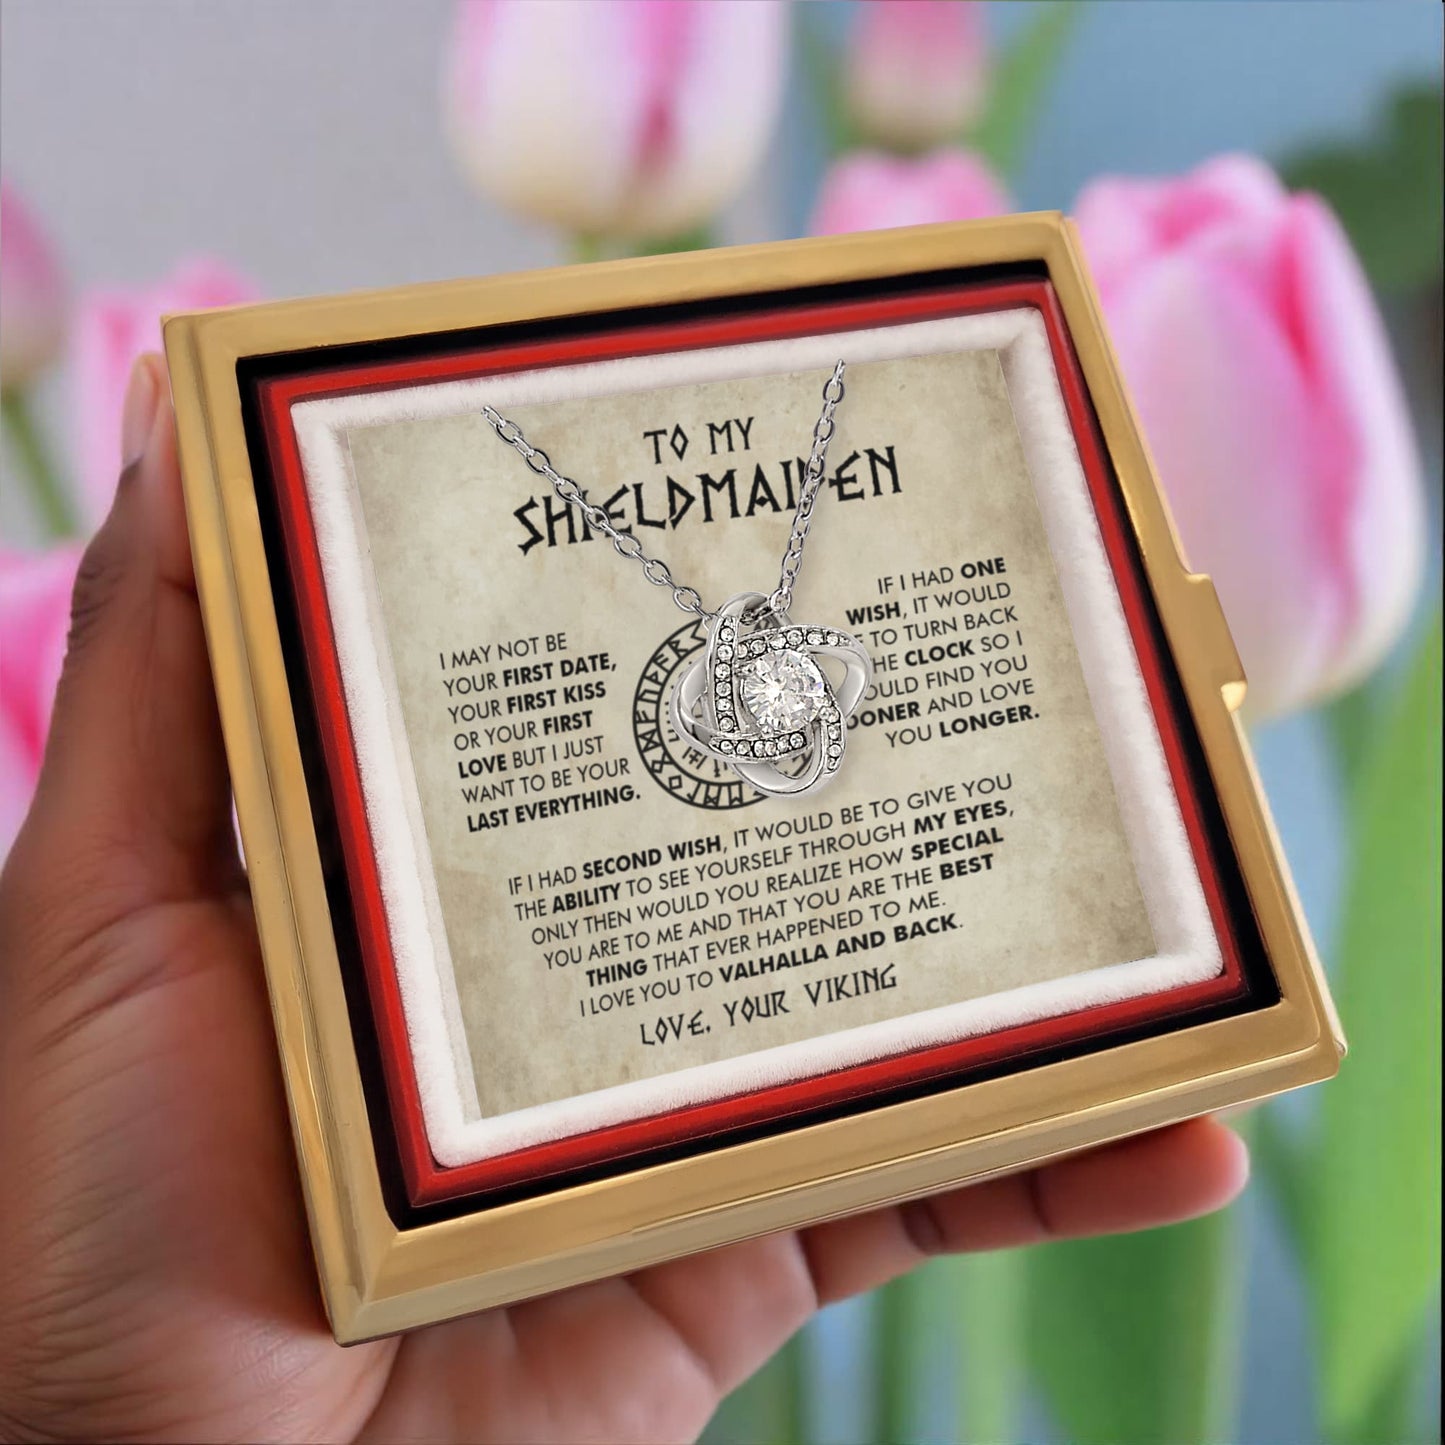 TO MY
SHIELDMAIDEN
I MAY NOT BE
YOUR FIRST DATE,
YOUR FIRST KISS
OR YOUR FIRST
LOVE BUT I JUST
WANT TO BE YOUR
LAST EVERYTHING.
IF I HAD ONE
WISH, IT WOULD
TO TURN BACK
CLOCK SO I
FIND YOU
AND LOVE
YOU LONGER.
IF I HAD SECOND WISH, IT WOULD BE TO GIVE YOU
THE ABILITY TO SEE YOURSELF THROUGH MY EYES,
ONLY THEN WOULD YOU REALIZE HOW SPECIAL
YOU ARE TO ME AND THAT YOU ARE THE BEST
THING THAT EVER HAPPENED TO ME.
I LOVE YOU TO VALHALLA AND BACK.
LOVE, YOUR VIKING